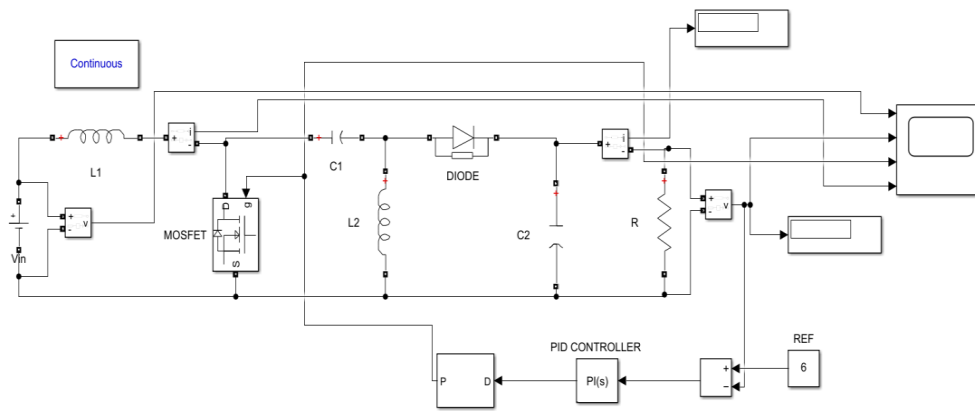 Continuous
L1
i
-
+
C1
DIODE
+
i
-
L2
C2
R
+
-
v
+
Vin
+
-
v
MOSFET
D
g
S
PID CONTROLLER
REF
P
D
PI(s)
+
−
6